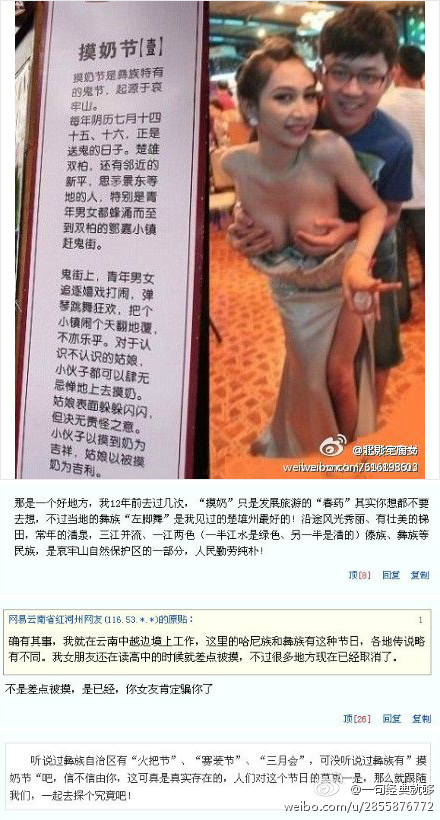 摸奶节【壹】
摸奶节是彝族特有
的鬼节，起源于哀
牢山。
每年阴历七月十四
十五、十六，正是
送鬼的日子。楚雄
双柏，还有邻近的
新平，思茅景东等
地的人，特别是青
年男女都蜂涌而至
到双柏的鄂嘉小镇
赶鬼街。
鬼街上，青年男女
追逐嬉戏打闹，弹
琴跳舞狂欢，把个
小镇闹个天翻地覆，
不亦乐乎。对于认
识不认识的姑娘，
小伙子都可以肆无
忌惮地上去摸奶。
姑娘表面躲躲闪闪，
但决无责怪之意。
小伙子以摸到奶为
吉祥，姑娘以被摸
奶为吉利。
那是一个好地方，我12年前去过几次，“摸奶”只是发展旅游的“春药”其实你想都不要
去想，不过当地的彝族“左脚舞”是我见过的楚雄州最好的！沿途风光秀丽、有壮美的梯
田，常年的清泉，三江并流、一江两色（一半江水是绿色、另一半是清的）傣族、彝族等
民族，是哀牢山自然保护区的一部分，人民勤劳纯朴！
顶[8] 回复 复制
网易云南省红河州网友(116.53.*.*)的原贴： 1
确有其事，我就在云南中越边境上工作，这里的哈尼族和彝族有这种节日，各地传说略
有不同。我女朋友还在读高中的时候就差点被摸，不过很多地方现在已经取消了。
不是差点被摸，是已经，你女友肯定骗你了
顶[26] 回复 复制
听说过彝族自治区有“火把节”、“赛装节”、“三月会”，可没听说过彝族有”摸
奶节“吧，信不信由你，这可真是真实存在的，人们对这个节日的
一是，那么就跟随
我们，一起去探个究竟吧！
@一句经典就够
weibo.com/u/2855876772